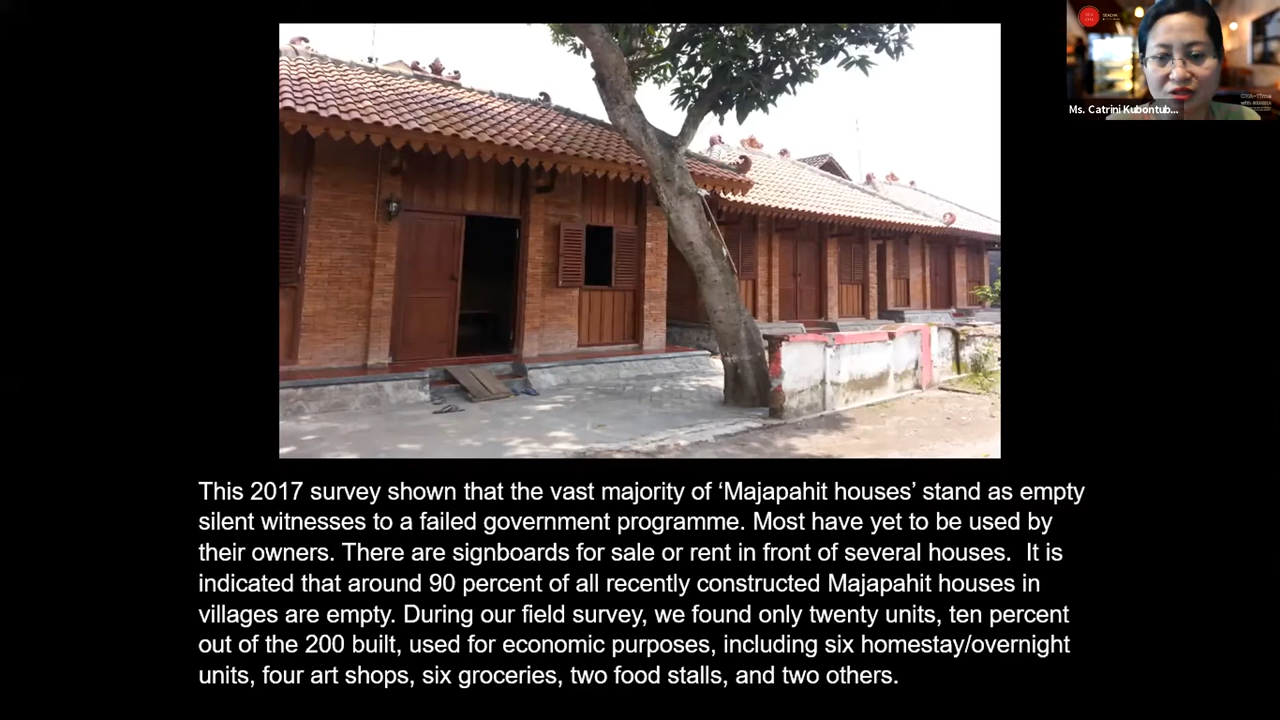 Ms. Catrini Kubontub...
This 2017 survey shown that the vast majority of ‘Majapahit houses’ stand as empty
silent witnesses to a failed government programme. Most have yet to be used by
their owners. There are signboards for sale or rent in front of several houses.  It is
indicated that around 90 percent of all recently constructed Majapahit houses in
villages are empty. During our field survey, we found only twenty units, ten percent
out of the 200 built, used for economic purposes, including six homestay/overnight
units, four art shops, six groceries, two food stalls, and two others.